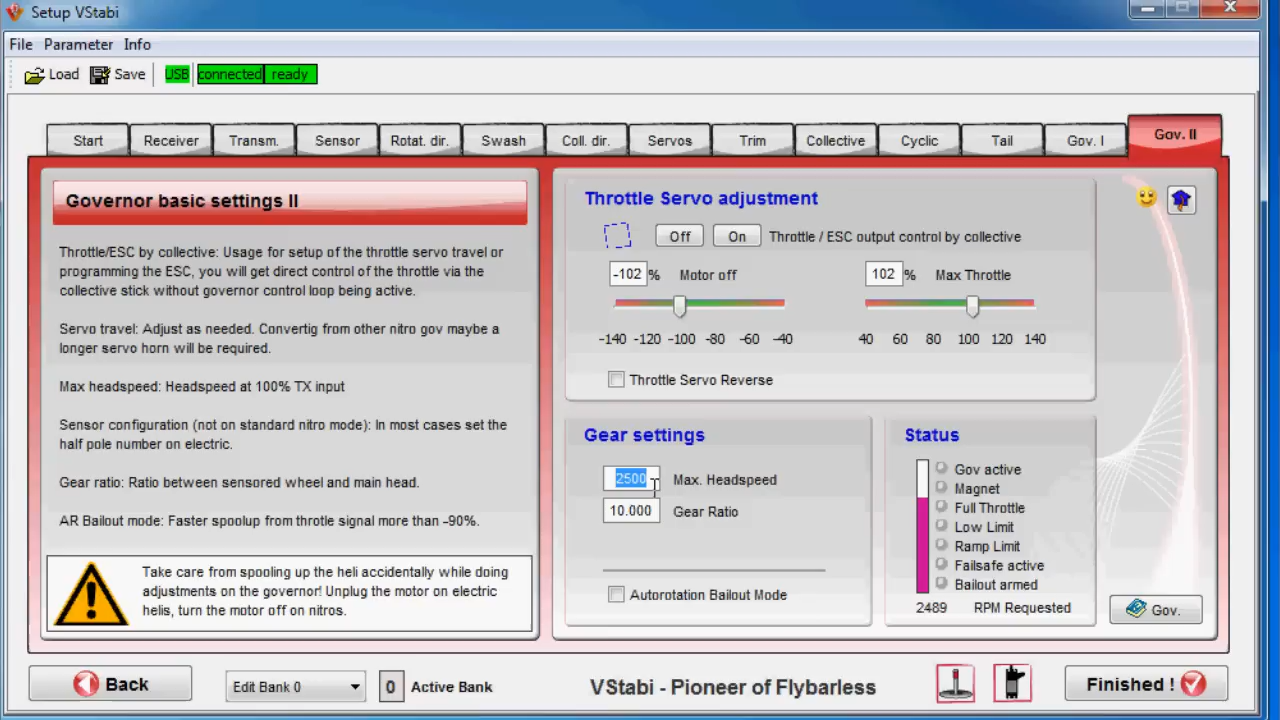 Setup VStabi
File Parameter Info
Load Save USB connected ready
Start Receiver Transm. Sensor Rotat. dir. Swash Coll. dir. Servos Trim Collective Cyclic Tail Gov. I Gov. II
Governor basic settings II
Throttle/ESC by collective: Usage for setup of the throttle servo travel or
programming the ESC, you will get direct control of the throttle via the
collective stick without governor control loop being active.
Servo travel: Adjust as needed. Convertig from other nitro gov maybe a
longer servo horn will be required.
Max headspeed: Headspeed at 100% TX input
Sensor configuration (not on standard nitro mode): In most cases set the
half pole number on electric.
Gear ratio: Ratio between sensored wheel and main head.
AR Bailout mode: Faster spoolup from throtle signal more than -90%.
Take care from spooling up the heli accidentally while doing
adjustments on the governor! Unplug the motor on electric
helis, turn the motor off on nitros.
Throttle Servo adjustment
Off On Throttle / ESC output control by collective
-102 % Motor off 102 % Max Throttle
-140 -120 -100 -80 -60 -40 40 60 80 100 120 140
Throttle Servo Reverse
Gear settings
2500 Max. Headspeed
10.000 Gear Ratio
Autorotation Bailout Mode
Status
Gov active
Magnet
Full Throttle
Low Limit
Ramp Limit
Failsafe active
Bailout armed
2489 RPM Requested
Gov.
Back Edit Bank 0 0 Active Bank VStabi - Pioneer of Flybarless Finished !